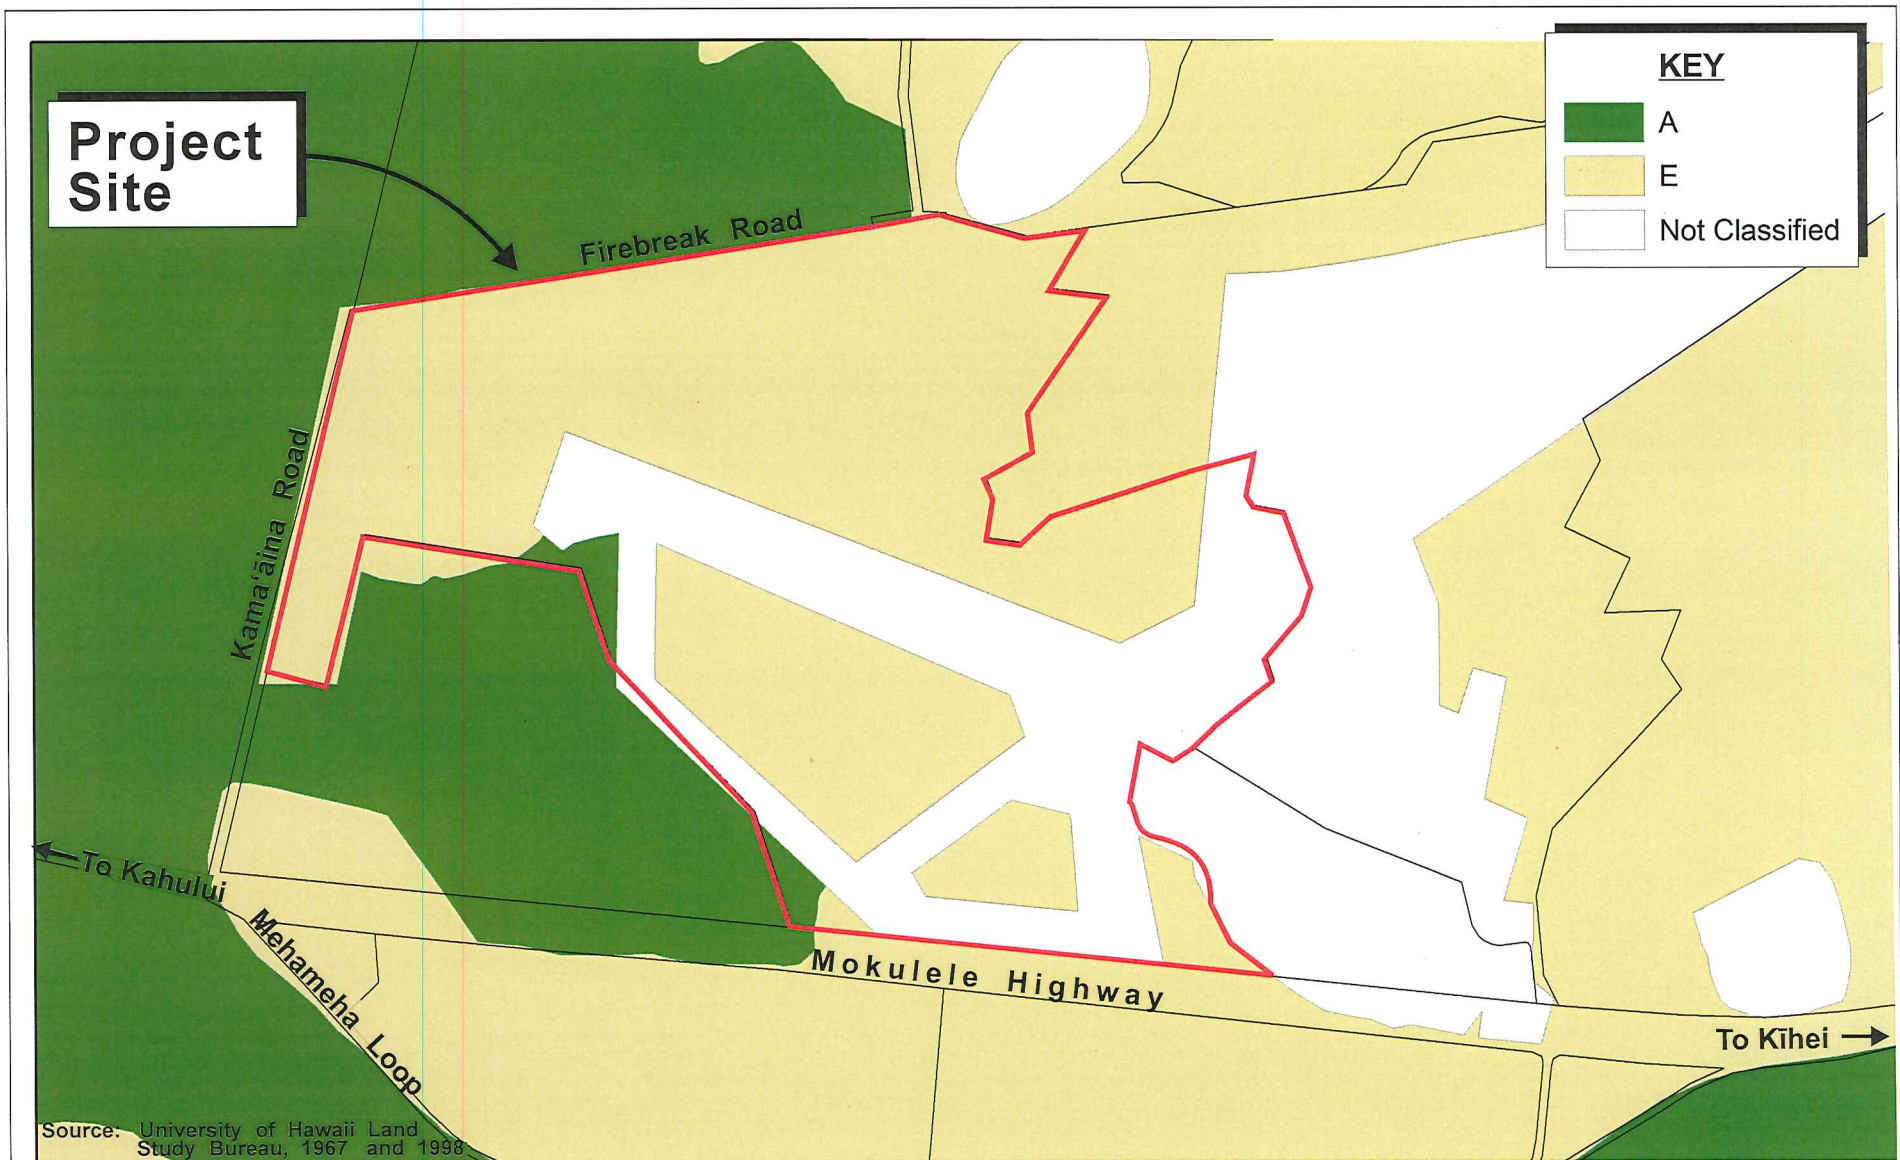 Project
Site
KEY
A
E
Not Classified
Firebreak Road
Kama‘āina Road
To Kahului
Mehameha Loop
Mokulele Highway
To Kīhei
Source: University of Hawaii Land
Study Bureau, 1967 and 1998